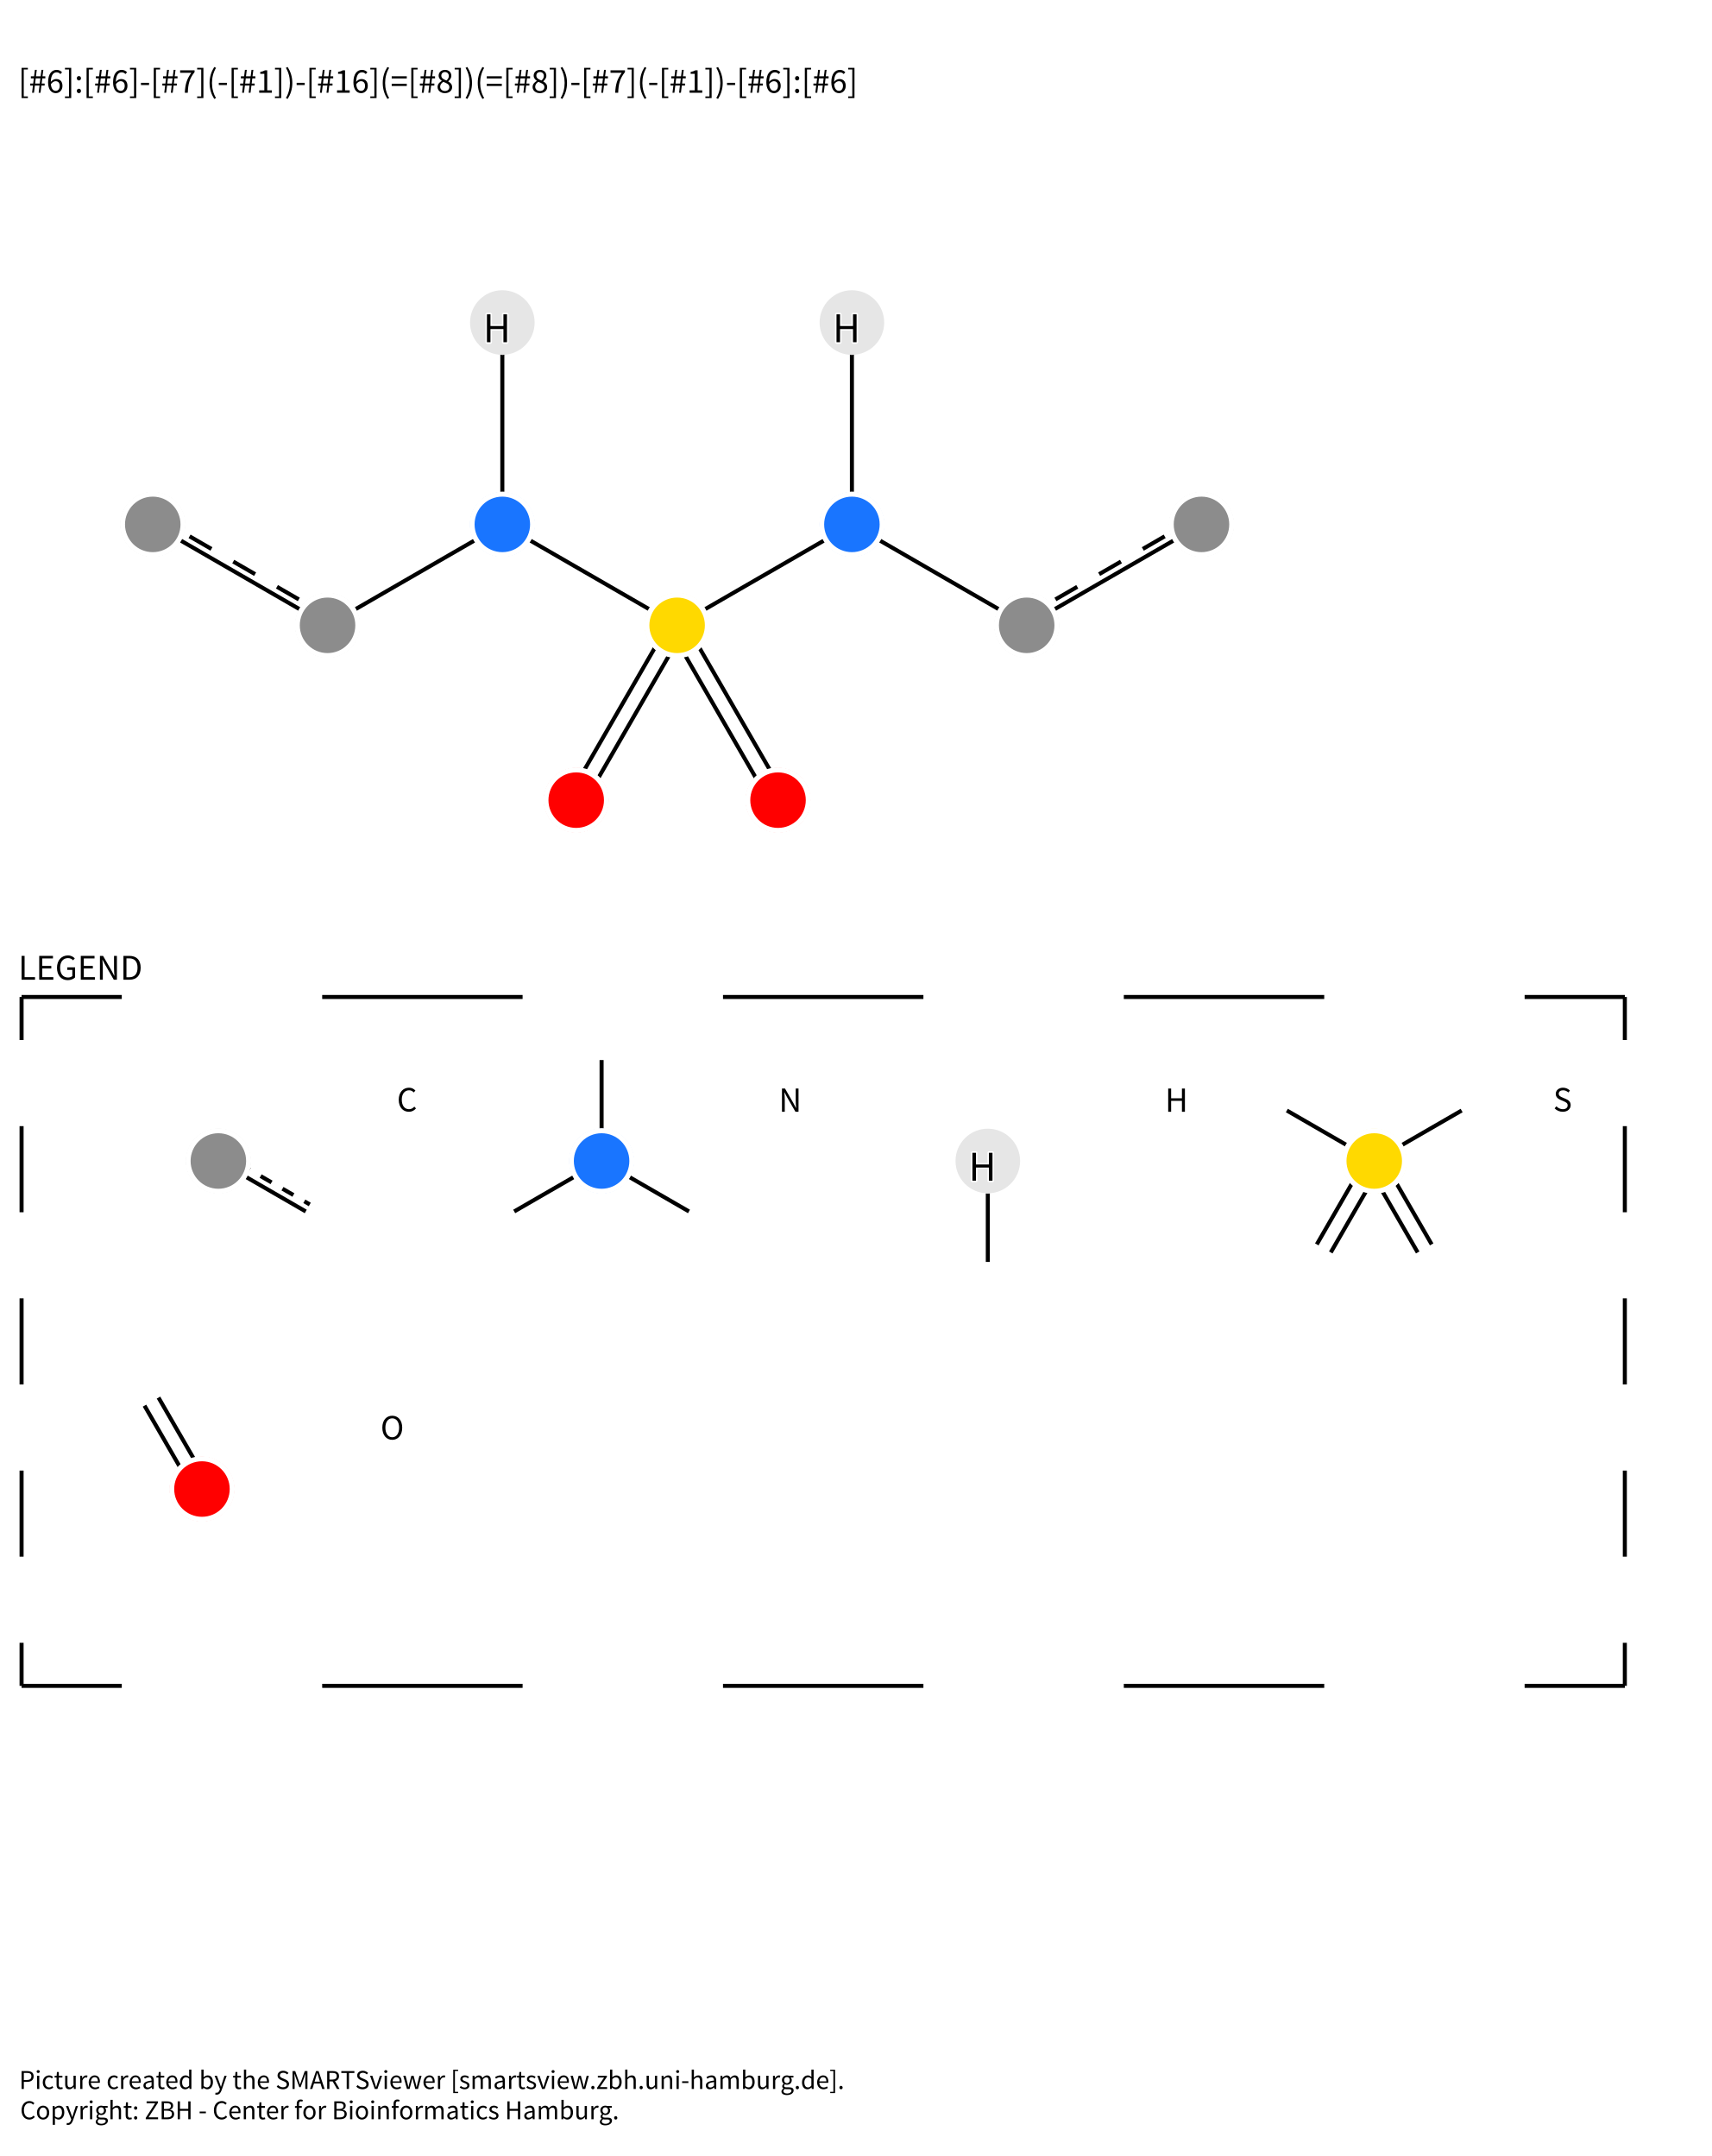 [#6]:[#6]-[#7](-[#1])-[#16](=[#8])(=[#8])-[#7](-[#1])-[#6]:[#6]
H H
LEGEND
C N H S
H
O
Picture created by the SMARTSviewer [smartsview.zbh.uni-hamburg.de].
Copyright: ZBH - Center for Bioinformatics Hamburg.